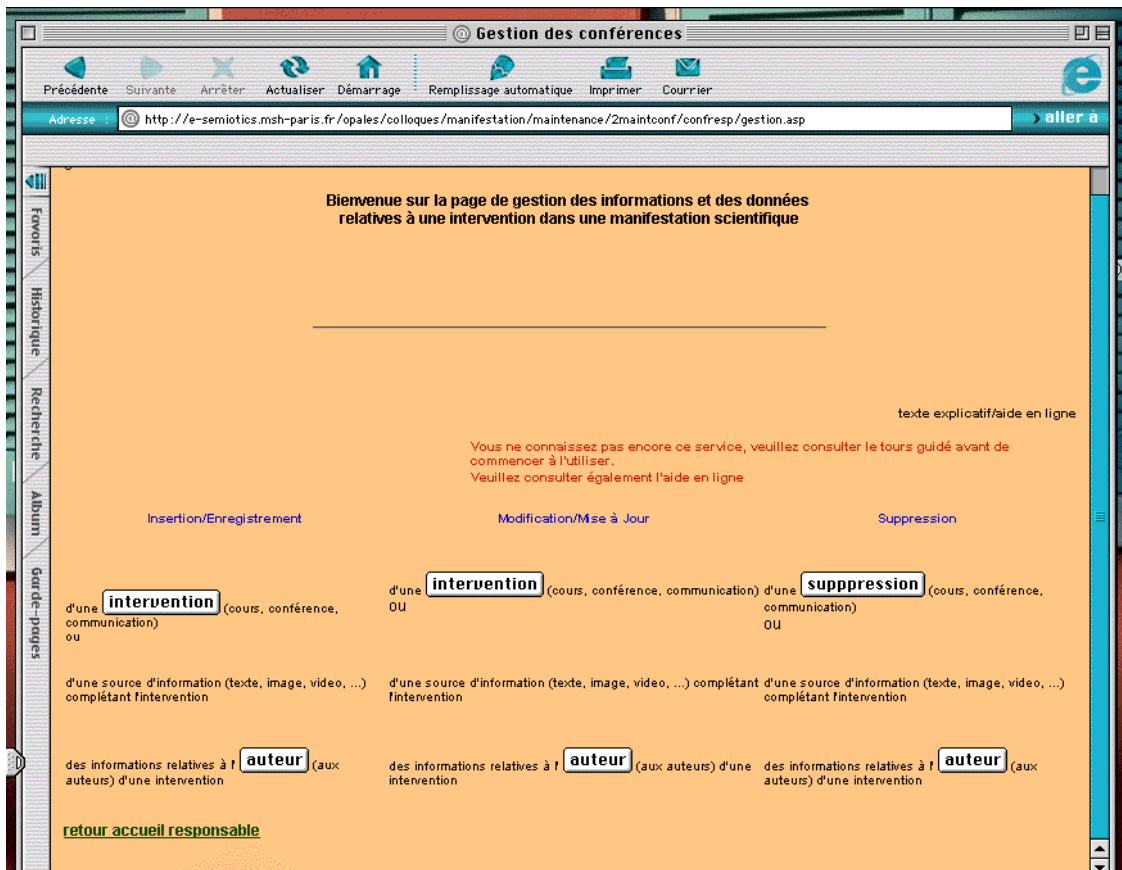 @ Gestion des conférences
Précédente Suivante Arrêter Actualiser Démarrage Remplissage automatique Imprimer Courrier
Adresse : @ http://e-semiotics.msh-paris.fr/opales/colloques/manifestation/maintenance/2maintconf/confresp/gestion.asp aller à
Favoris
Historique
Recherche
Album
Garde-pages
Bienvenue sur la page de gestion des informations et des données
relatives à une intervention dans une manifestation scientifique
texte explicatif/aide en ligne
Vous ne connaissez pas encore ce service, veuillez consulter le tours guidé avant de
commencer à l'utiliser.
Veuillez consulter également l'aide en ligne
Insertion/Enregistrement
d'une intervention (cours, conférence,
communication)
ou
d'une source d'information (texte, image, video, ...)
complétant l'intervention
des informations relatives à l' auteur (aux
auteurs) d'une intervention
Modification/Mise à Jour
d'une intervention (cours, conférence, communication)
ou
d'une source d'information (texte, image, video, ...) complétant
l'intervention
des informations relatives à l' auteur (aux auteurs) d'une
intervention
Suppression
d'une supppression (cours, conférence,
communication)
ou
d'une source d'information (texte, image, video, ...)
complétant l'intervention
des informations relatives à l' auteur (aux
auteurs) d'une intervention
retour accueil responsable